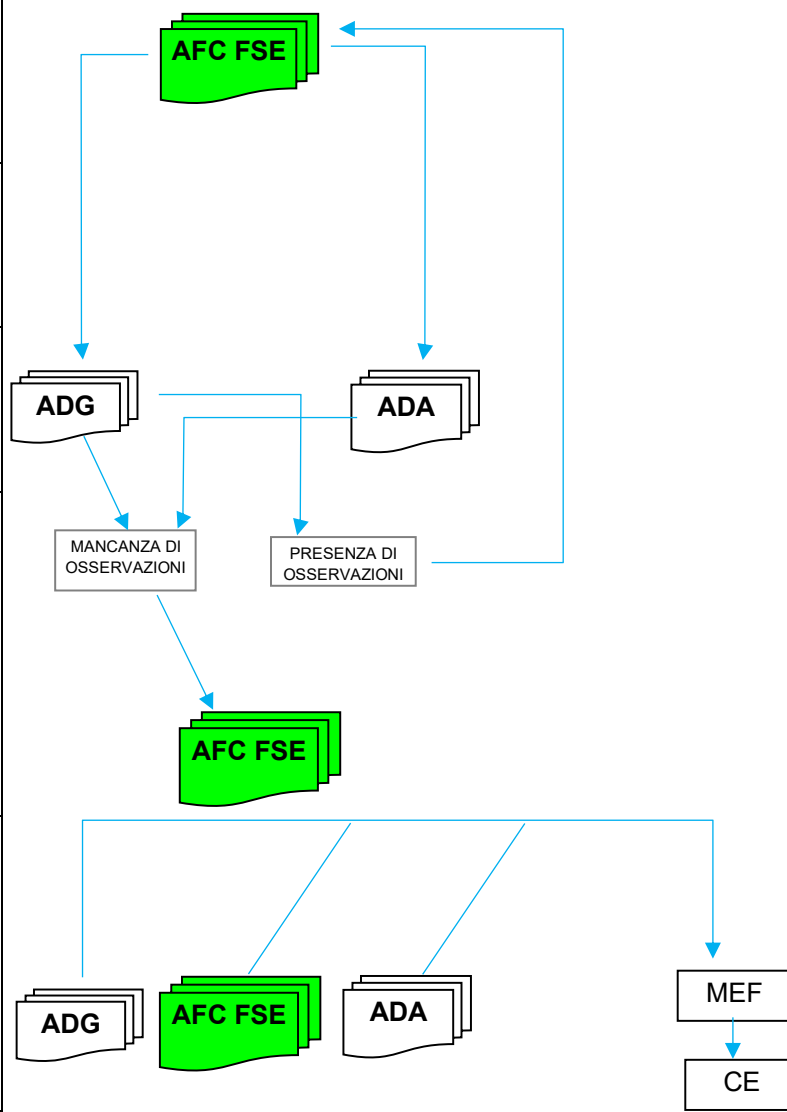 AFC FSE
ADG
ADA
MANCANZA DI
OSSERVAZIONI
PRESENZA DI
OSSERVAZIONI
AFC FSE
ADG
AFC FSE
ADA
MEF
CE